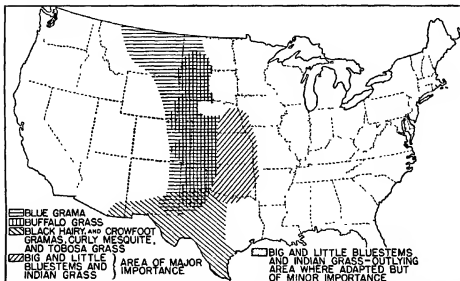 BLUE GRAMA
BUFFALO GRASS
BLACK HAIRY, AND CROWFOOT
GRAMAS, CURLY MESQUITE,
AND TOBOSA GRASS
BIG AND LITTLE
BLUESTEMS AND
INDIAN GRASS
AREA OF MAJOR
IMPORTANCE
BIG AND LITTLE BLUESTEMS
AND INDIAN GRASS-OUTLYING
AREA WHERE ADAPTED BUT
OF MINOR IMPORTANCE